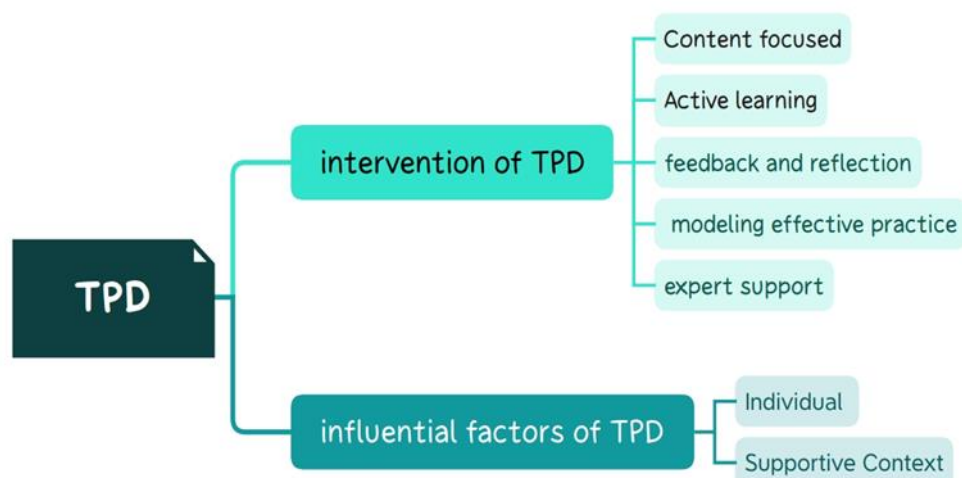 TPD
intervention of TPD
Content focused
Active learning
feedback and reflection
modeling effective practice
expert support
influential factors of TPD
Individual
Supportive Context